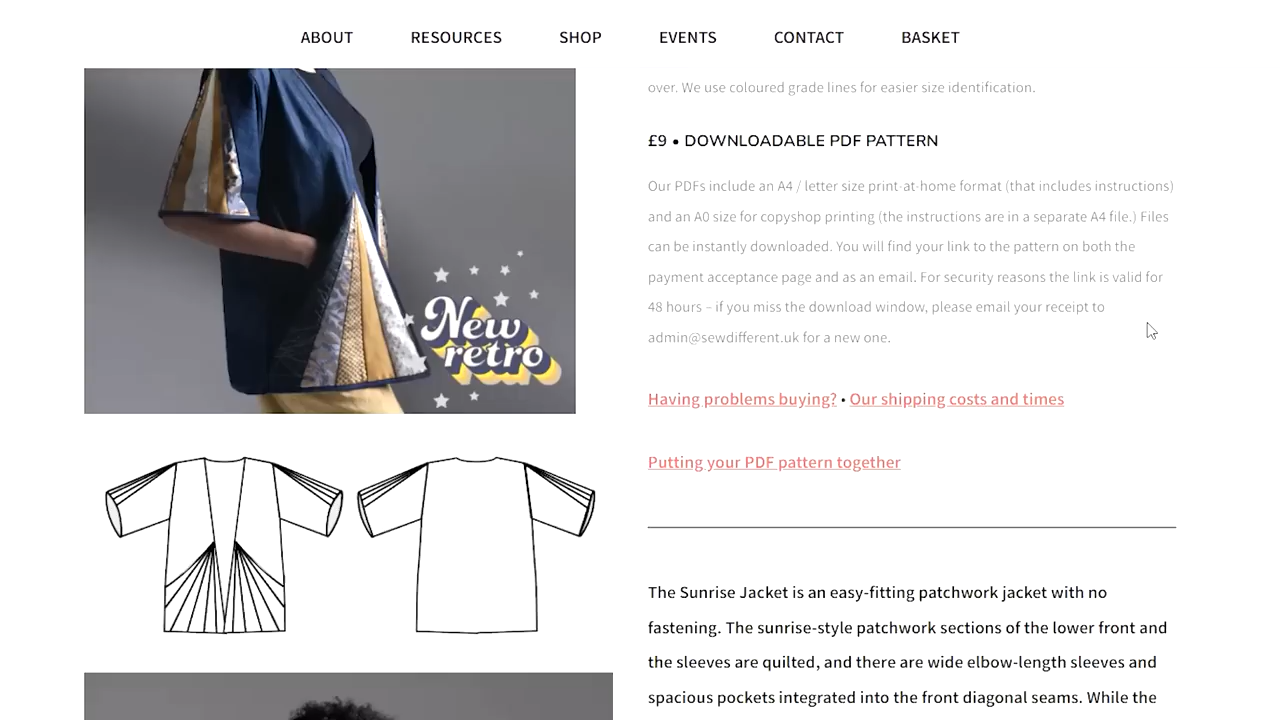 ABOUT RESOURCES SHOP EVENTS CONTACT BASKET
New
retro
over. We use coloured grade lines for easier size identification.
£9 • DOWNLOADABLE PDF PATTERN
Our PDFs include an A4 / letter size print-at-home format (that includes instructions)
and an A0 size for copyshop printing (the instructions are in a separate A4 file.) Files
can be instantly downloaded. You will find your link to the pattern on both the
payment acceptance page and as an email. For security reasons the link is valid for
48 hours – if you miss the download window, please email your receipt to
admin@sewdifferent.uk for a new one.
Having problems buying? • Our shipping costs and times
Putting your PDF pattern together
The Sunrise Jacket is an easy-fitting patchwork jacket with no
fastening. The sunrise-style patchwork sections of the lower front and
the sleeves are quilted, and there are wide elbow-length sleeves and
spacious pockets integrated into the front diagonal seams. While the